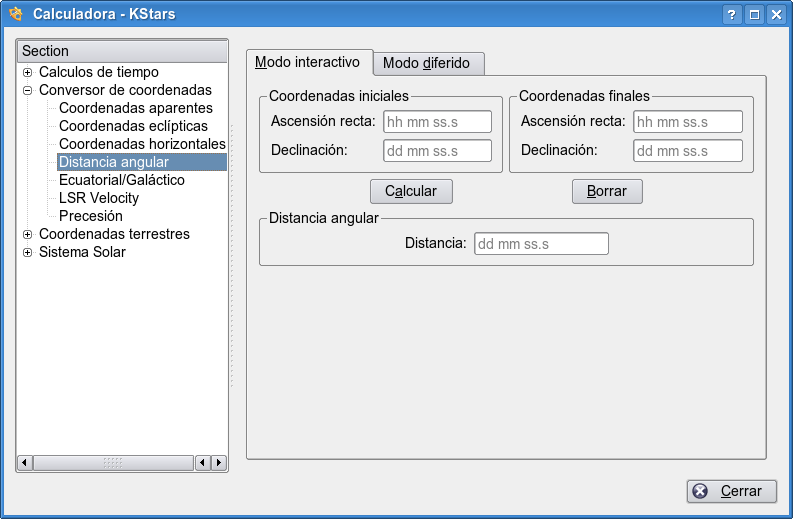 Calculadora - KStars
Section
Calculos de tiempo
Conversor de coordenadas
Coordenadas aparentes
Coordenadas eclípticas
Coordenadas horizontales
Distancia angular
Ecuatorial/Galáctico
LSR Velocity
Precesión
Coordenadas terrestres
Sistema Solar
Modo interactivo Modo diferido
Coordenadas iniciales
Ascensión recta: hh mm ss.s
Declinación: dd mm ss.s
Coordenadas finales
Ascensión recta: hh mm ss.s
Declinación: dd mm ss.s
Calcular Borrar
Distancia angular
Distancia: dd mm ss.s
Cerrar